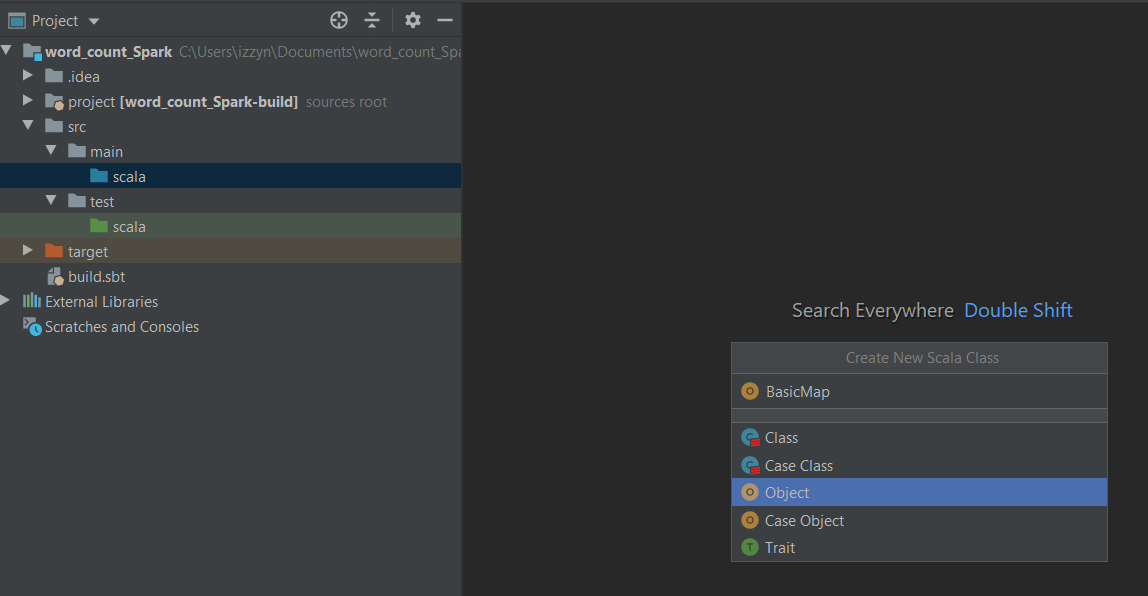 Project
word_count_Spark C:\Users\izzyn\Documents\word_count_Spa
.idea
project [word_count_Spark-build] sources root
src
main
scala
test
scala
target
build.sbt
External Libraries
Scratches and Consoles
Search Everywhere Double Shift
Create New Scala Class
BasicMap
Class
Case Class
Object
Case Object
Trait